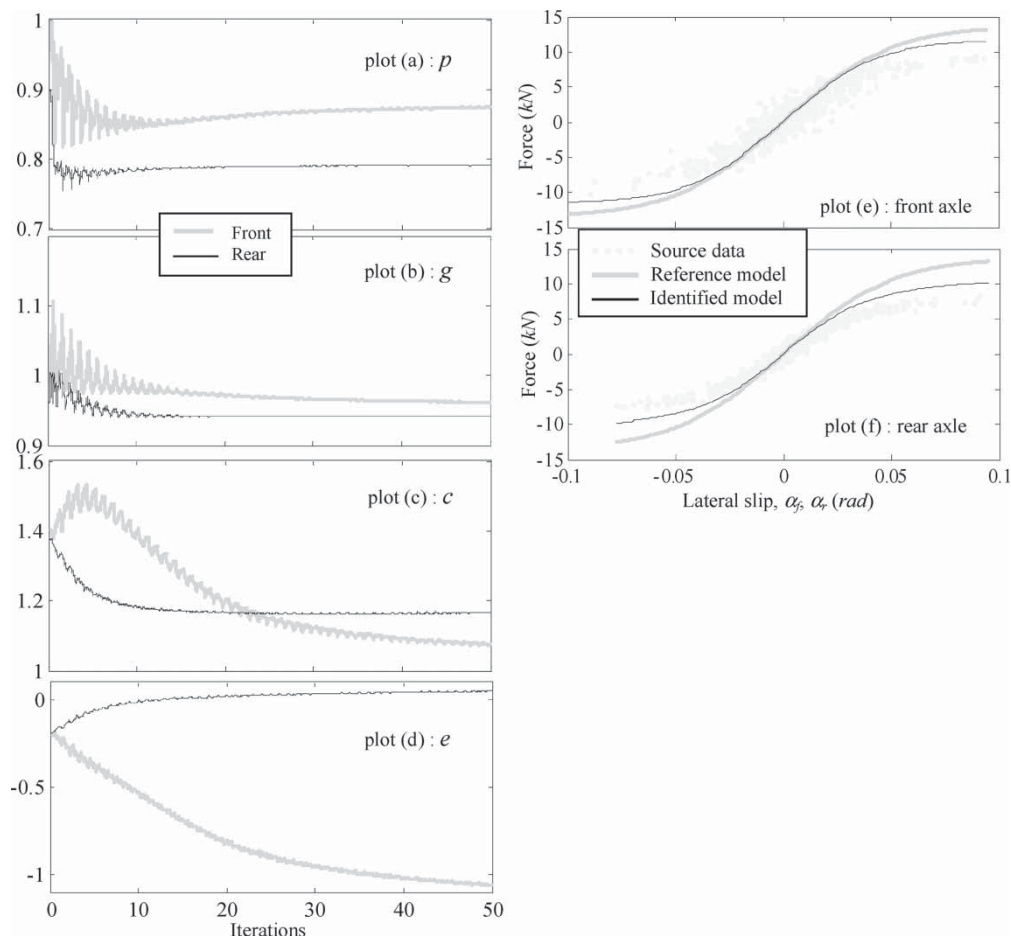 1
0.9
0.8
0.7
plot (a) : p
Front
Rear
1.1
1
0.9
plot (b) : g
1.6
1.4
1.2
1
plot (c) : c
0
-0.5
-1
plot (d) : e
0 10 20 30 40 50
Iterations
15
10
5
0
-5
-10
-15
Force (kN)
plot (e) : front axle
Source data
Reference model
Identified model
15
10
5
0
-5
-10
-15
Force (kN)
plot (f) : rear axle
-0.1 -0.05 0 0.05 0.1
Lateral slip, αf, αr (rad)